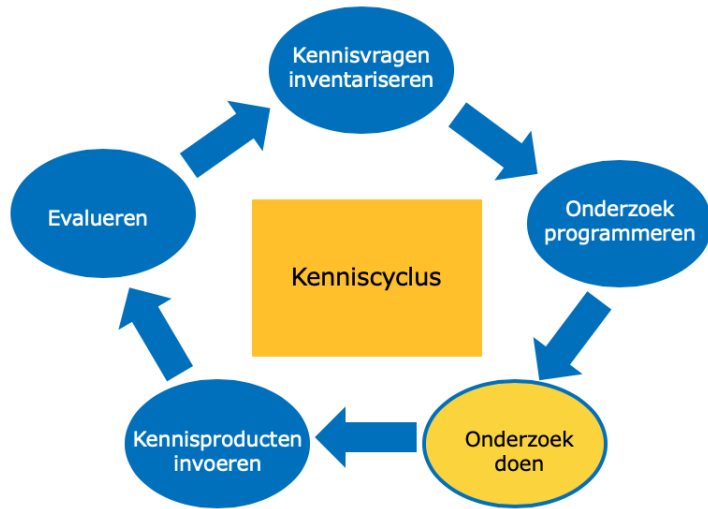 Kennisvragen
inventariseren
Onderzoek
programmeren
Onderzoek
doen
Kennisproducten
invoeren
Evalueren
Kenniscyclus